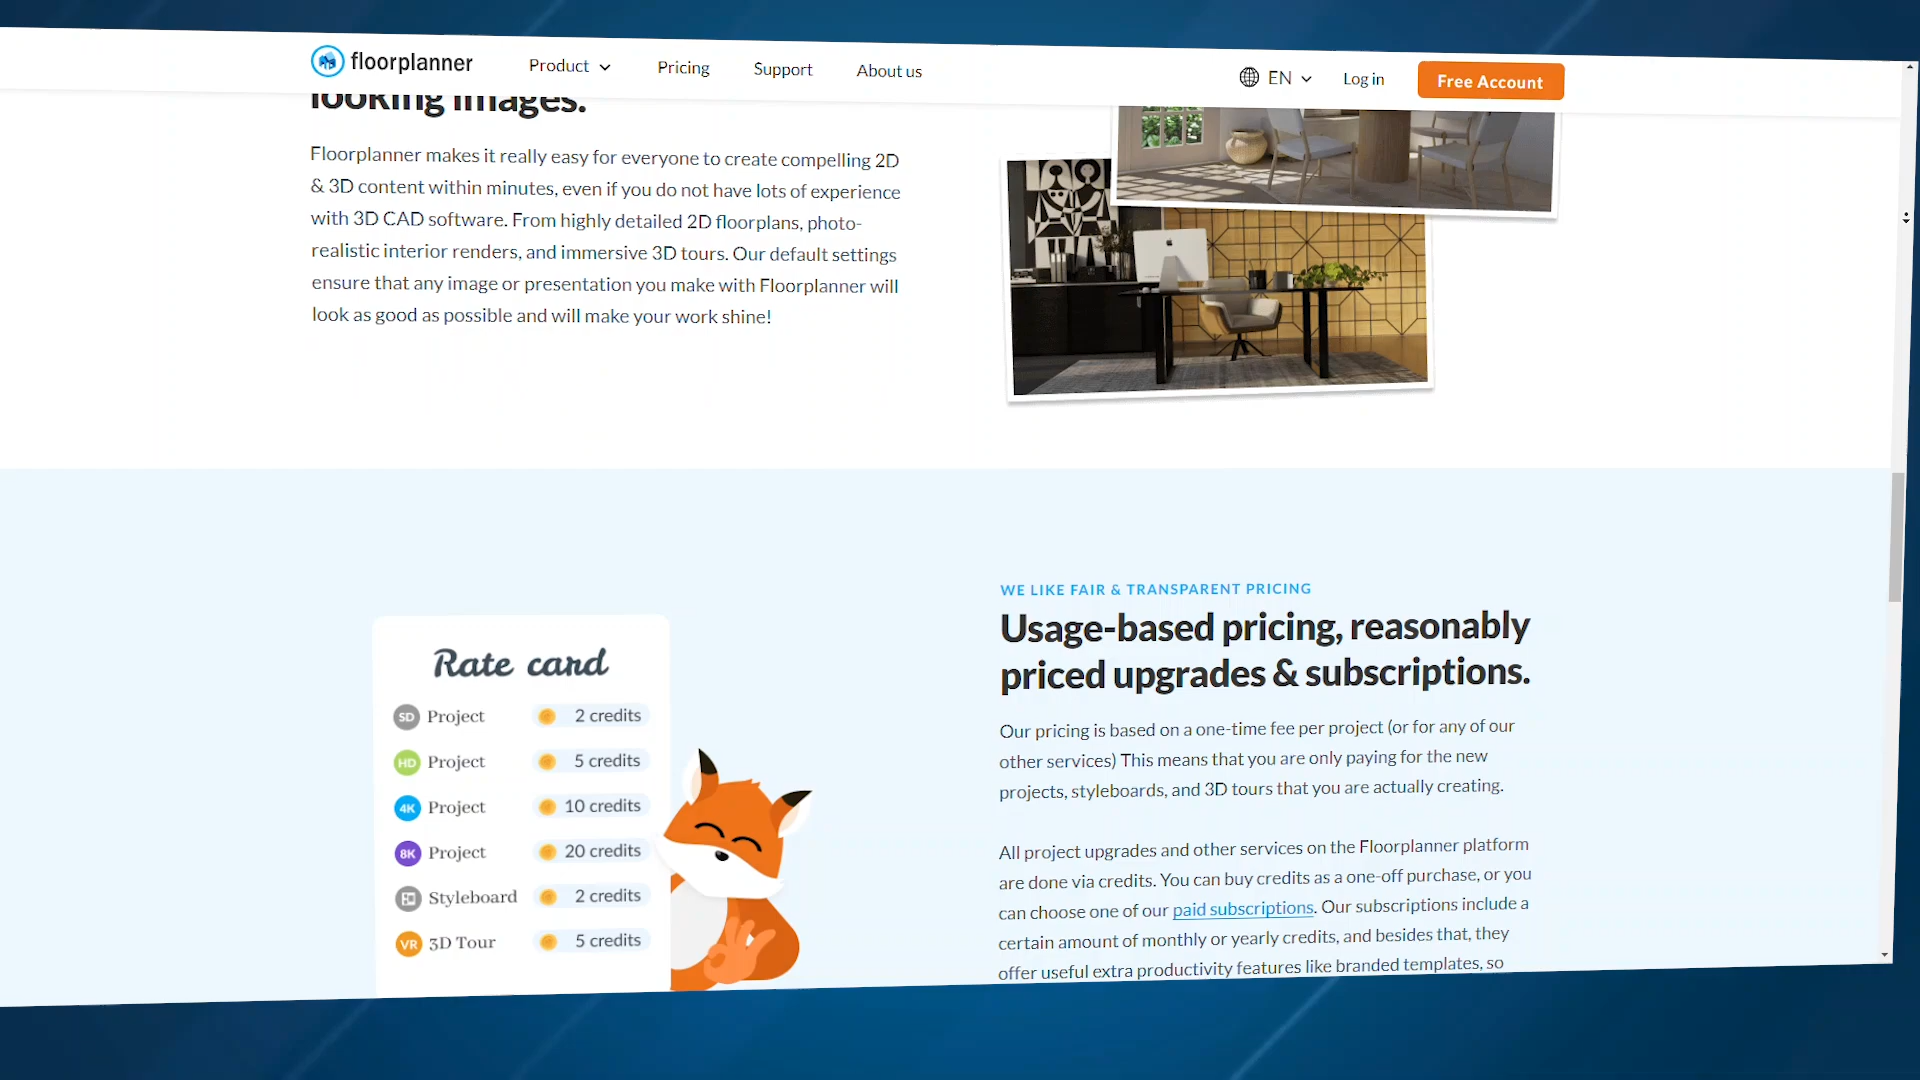 floorplanner
Product
Pricing
Support
About us
EN
Log in
Free Account
looking images.
Floorplanner makes it really easy for everyone to create compelling 2D
& 3D content within minutes, even if you do not have lots of experience
with 3D CAD software. From highly detailed 2D floorplans, photo-
realistic interior renders, and immersive 3D tours. Our default settings
ensure that any image or presentation you make with Floorplanner will
look as good as possible and will make your work shine!
Rate card
SD Project 2 credits
HD Project 5 credits
4K Project 10 credits
8K Project 20 credits
Styleboard 2 credits
VR 3D Tour 5 credits
WE LIKE FAIR & TRANSPARENT PRICING
Usage-based pricing, reasonably
priced upgrades & subscriptions.
Our pricing is based on a one-time fee per project (or for any of our
other services) This means that you are only paying for the new
projects, styleboards, and 3D tours that you are actually creating.
All project upgrades and other services on the Floorplanner platform
are done via credits. You can buy credits as a one-off purchase, or you
can choose one of our paid subscriptions. Our subscriptions include a
certain amount of monthly or yearly credits, and besides that, they
offer useful extra productivity features like branded templates, so